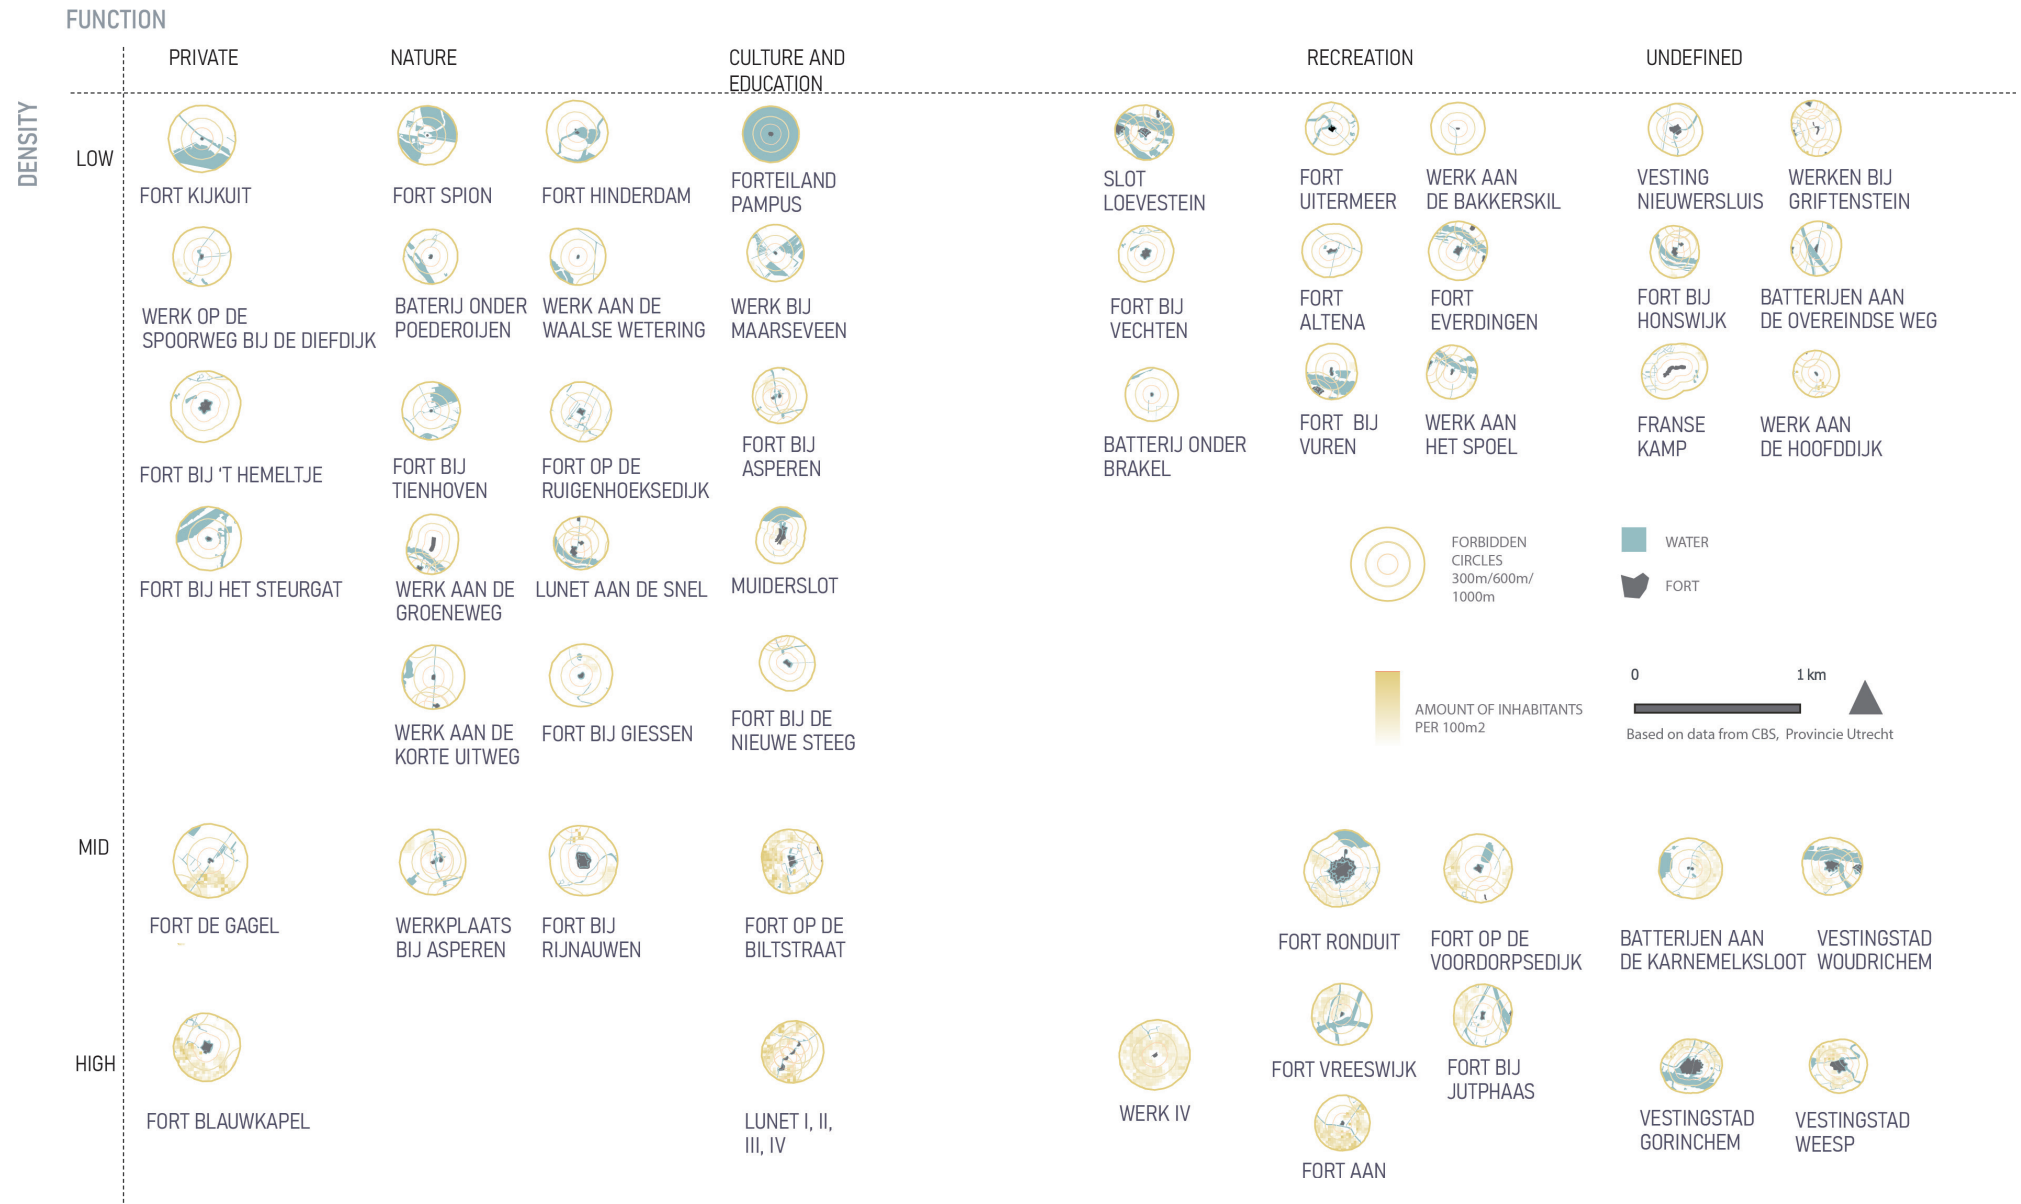 FUNCTION
PRIVATE
NATURE
CULTURE AND
EDUCATION
RECREATION
UNDEFINED
DENSITY
LOW
FORT KIJKUIT
FORT SPION
FORT HINDERDAM
FORTEILAND
PAMPUS
SLOT
LOEVESTEIN
FORT
UITERMEER
WERK AAN
DE BAKKERSKIL
VESTING
NIEUWERSLUIS
WERKEN BIJ
GRIFTENSTEIN
WERK OP DE
SPOORWEG BIJ DE DIEFDIJK
BATERIJ ONDER
POEDEROIJEN
WERK AAN DE
WAALSE WETERING
WERK BIJ
MAARSEVEEN
FORT BIJ
VECHTEN
FORT
ALTENA
FORT
EVERDINGEN
FORT BIJ
HONSWIJK
BATTERIJEN AAN
DE OVEREINDSE WEG
FORT BIJ ‘T HEMELTJE
FORT BIJ
TIENHOVEN
FORT OP DE
RUIGENHOEKSEDIJK
FORT BIJ
ASPEREN
BATTERIJ ONDER
BRAKEL
FORT BIJ
VUREN
WERK AAN
HET SPOEL
FRANSE
KAMP
WERK AAN
DE HOOFDDIJK
FORT BIJ HET STEURGAT
WERK AAN DE
GROENEWEG
LUNET AAN DE SNEL
MUIDERSLOT
FORBIDDEN
CIRCLES
300m/600m/
1000m
WATER
FORT
WERK AAN DE
KORTE UITWEG
FORT BIJ GIESSEN
FORT BIJ DE
NIEUWE STEEG
AMOUNT OF INHABITANTS
PER 100m2
0
1 km
Based on data from CBS, Provincie Utrecht
MID
FORT DE GAGEL
WERKPLAATS
BIJ ASPEREN
FORT BIJ
RIJNAUWEN
FORT OP DE
BILTSTRAAT
FORT RONDUIT
FORT OP DE
VOORDORPSEDIJK
BATTERIJEN AAN
DE KARNEMELKSLOOT
VESTINGSTAD
WOUDRICHEM
HIGH
FORT BLAUWKAPEL
LUNET I, II,
III, IV
WERK IV
FORT VREESWIJK
FORT BIJ
JUTPHAAS
FORT AAN
VESTINGSTAD
GORINCHEM
VESTINGSTAD
WEESP